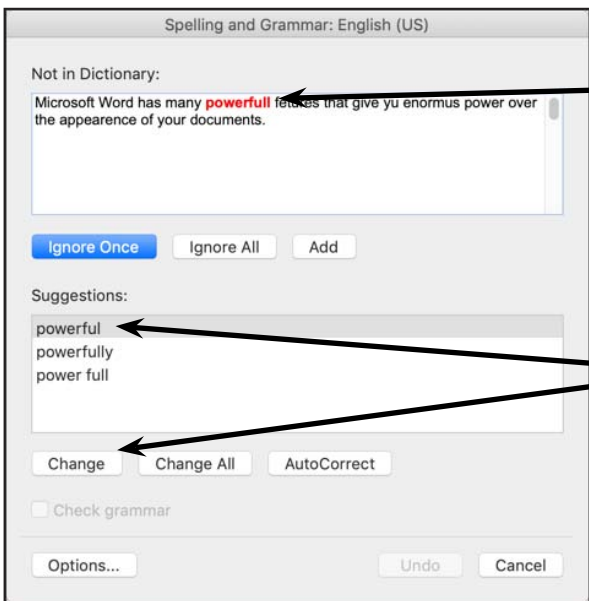 Spelling and Grammar: English (US)
Not in Dictionary:
Microsoft Word has many powerfull fetures that give yu enormus power over
the appearence of your documents.
Ignore Once Ignore All Add
Suggestions:
powerful
powerfully
power full
Change Change All AutoCorrect
Check grammar
Options... Undo Cancel